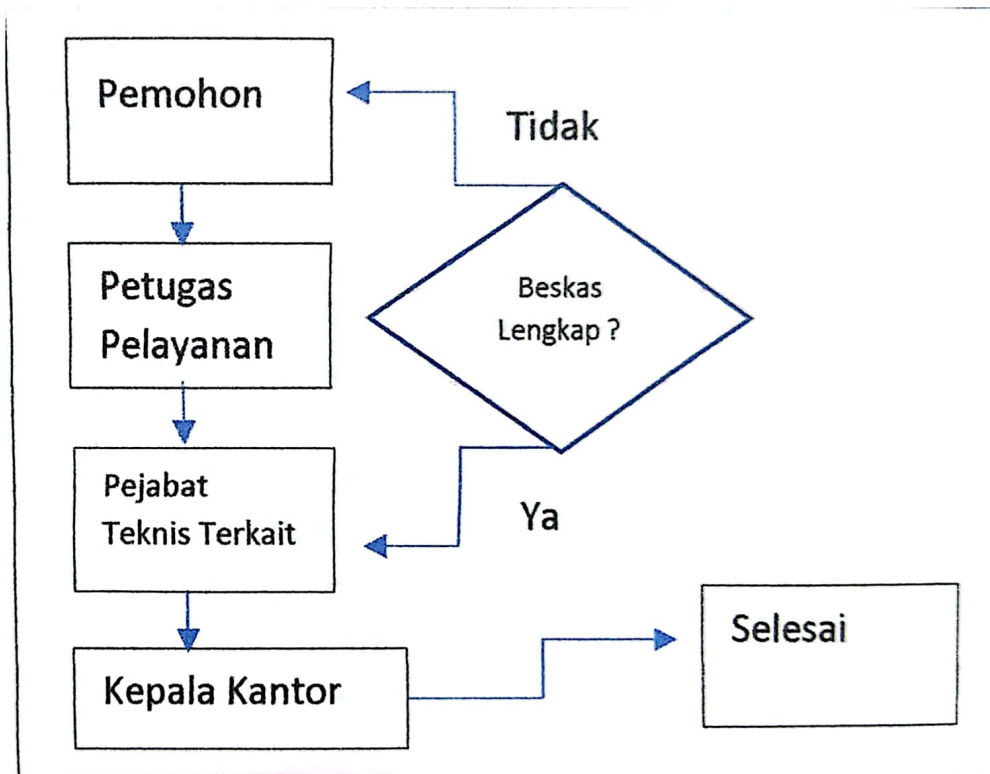 Pemohon
Tidak
Petugas
Pelayanan
Beskas
Lengkap ?
Pejabat
Teknis Terkait
Ya
Kepala Kantor
Selesai